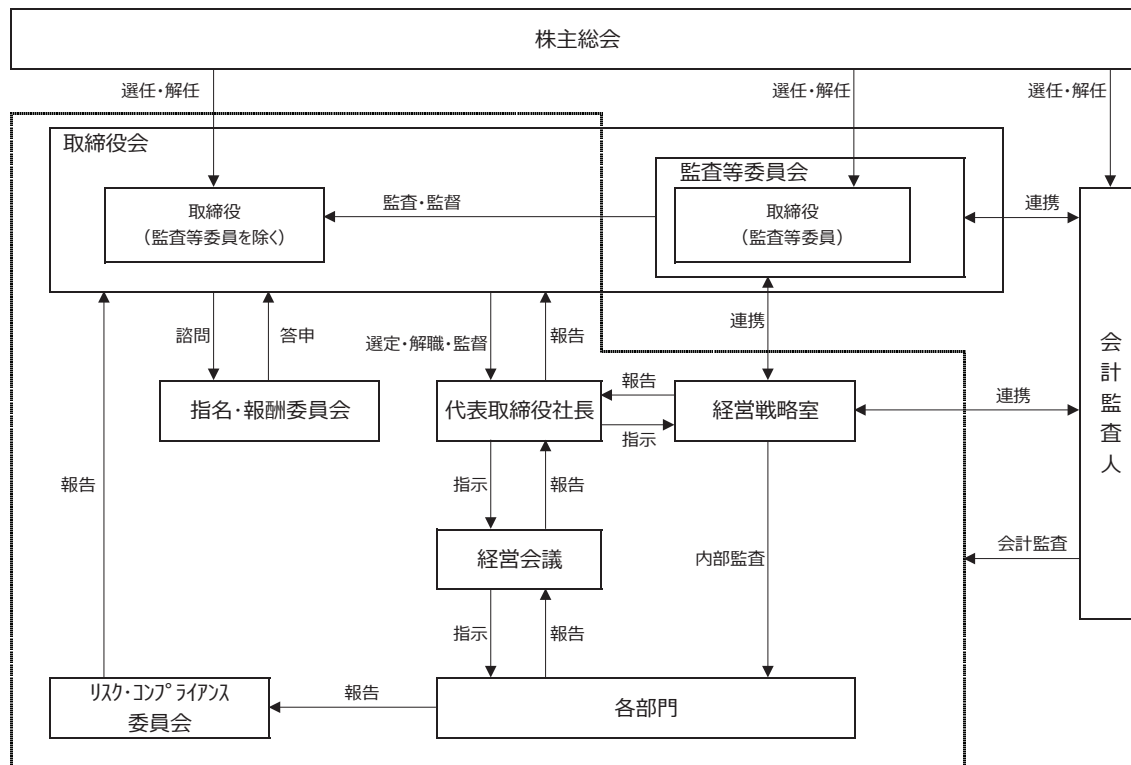 株主総会
選任・解任
選任・解任
選任・解任
取締役会
監査等委員会
取締役
（監査等委員を除く）
監査・監督
取締役
（監査等委員）
連携
諮問
答申
選定・解職・監督
報告
連携
会計監査人
指名・報酬委員会
代表取締役社長
報告
指示
経営戦略室
連携
報告
指示
報告
経営会議
内部監査
会計監査
指示
報告
リスク・コンプライアンス
委員会
報告
各部門